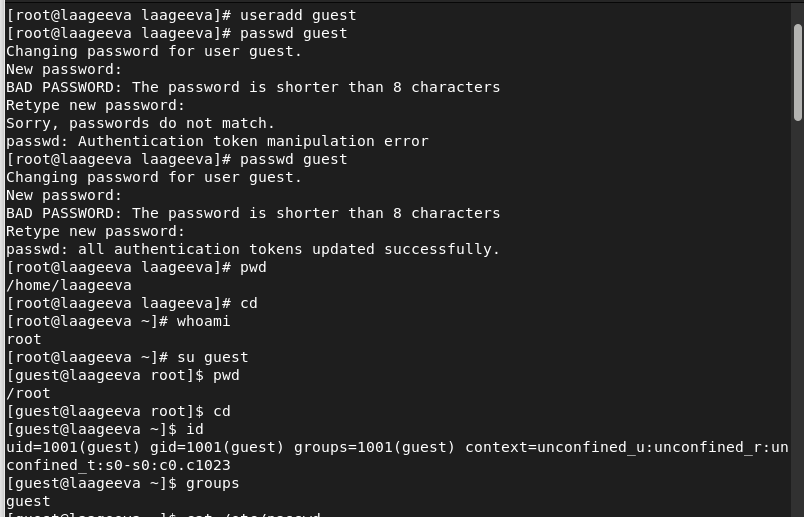 [root@laageeva laageeva]# useradd guest
[root@laageeva laageeva]# passwd guest
Changing password for user guest.
New password:
BAD PASSWORD: The password is shorter than 8 characters
Retype new password:
Sorry, passwords do not match.
passwd: Authentication token manipulation error
[root@laageeva laageeva]# passwd guest
Changing password for user guest.
New password:
BAD PASSWORD: The password is shorter than 8 characters
Retype new password:
passwd: all authentication tokens updated successfully.
[root@laageeva laageeva]# pwd
/home/laageeva
[root@laageeva laageeva]# cd
[root@laageeva ~]# whoami
root
[root@laageeva ~]# su guest
[guest@laageeva root]$ pwd
/root
[guest@laageeva root]$ cd
[guest@laageeva ~]$ id
uid=1001(guest) gid=1001(guest) groups=1001(guest) context=unconfined_u:unconfined_r:un
confined_t:s0-s0:c0.c1023
[guest@laageeva ~]$ groups
guest
[guest@laageeva ~]$ cat /etc/passwd